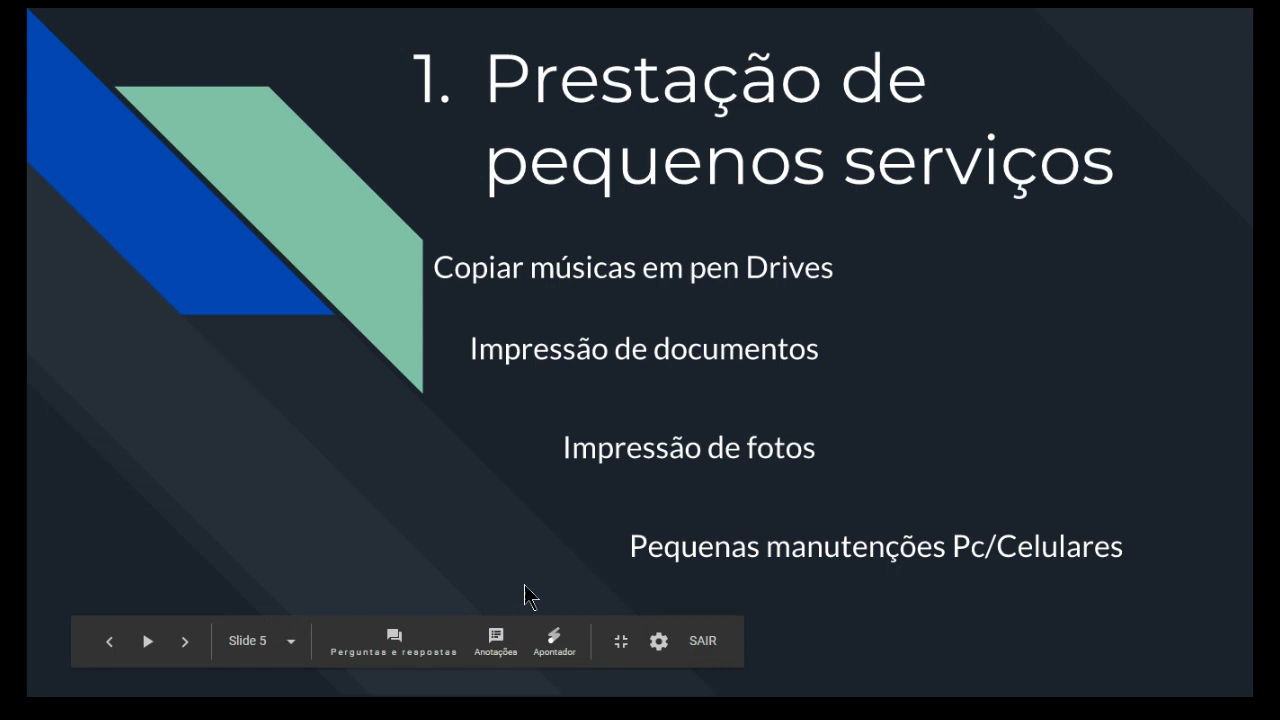 1. Prestação de
pequenos serviços
Copiar músicas em pen Drives
Impressão de documentos
Impressão de fotos
Pequenas manutenções Pc/Celulares
Slide 5
Perguntas e respostas
Anotações
Apontador
SAIR